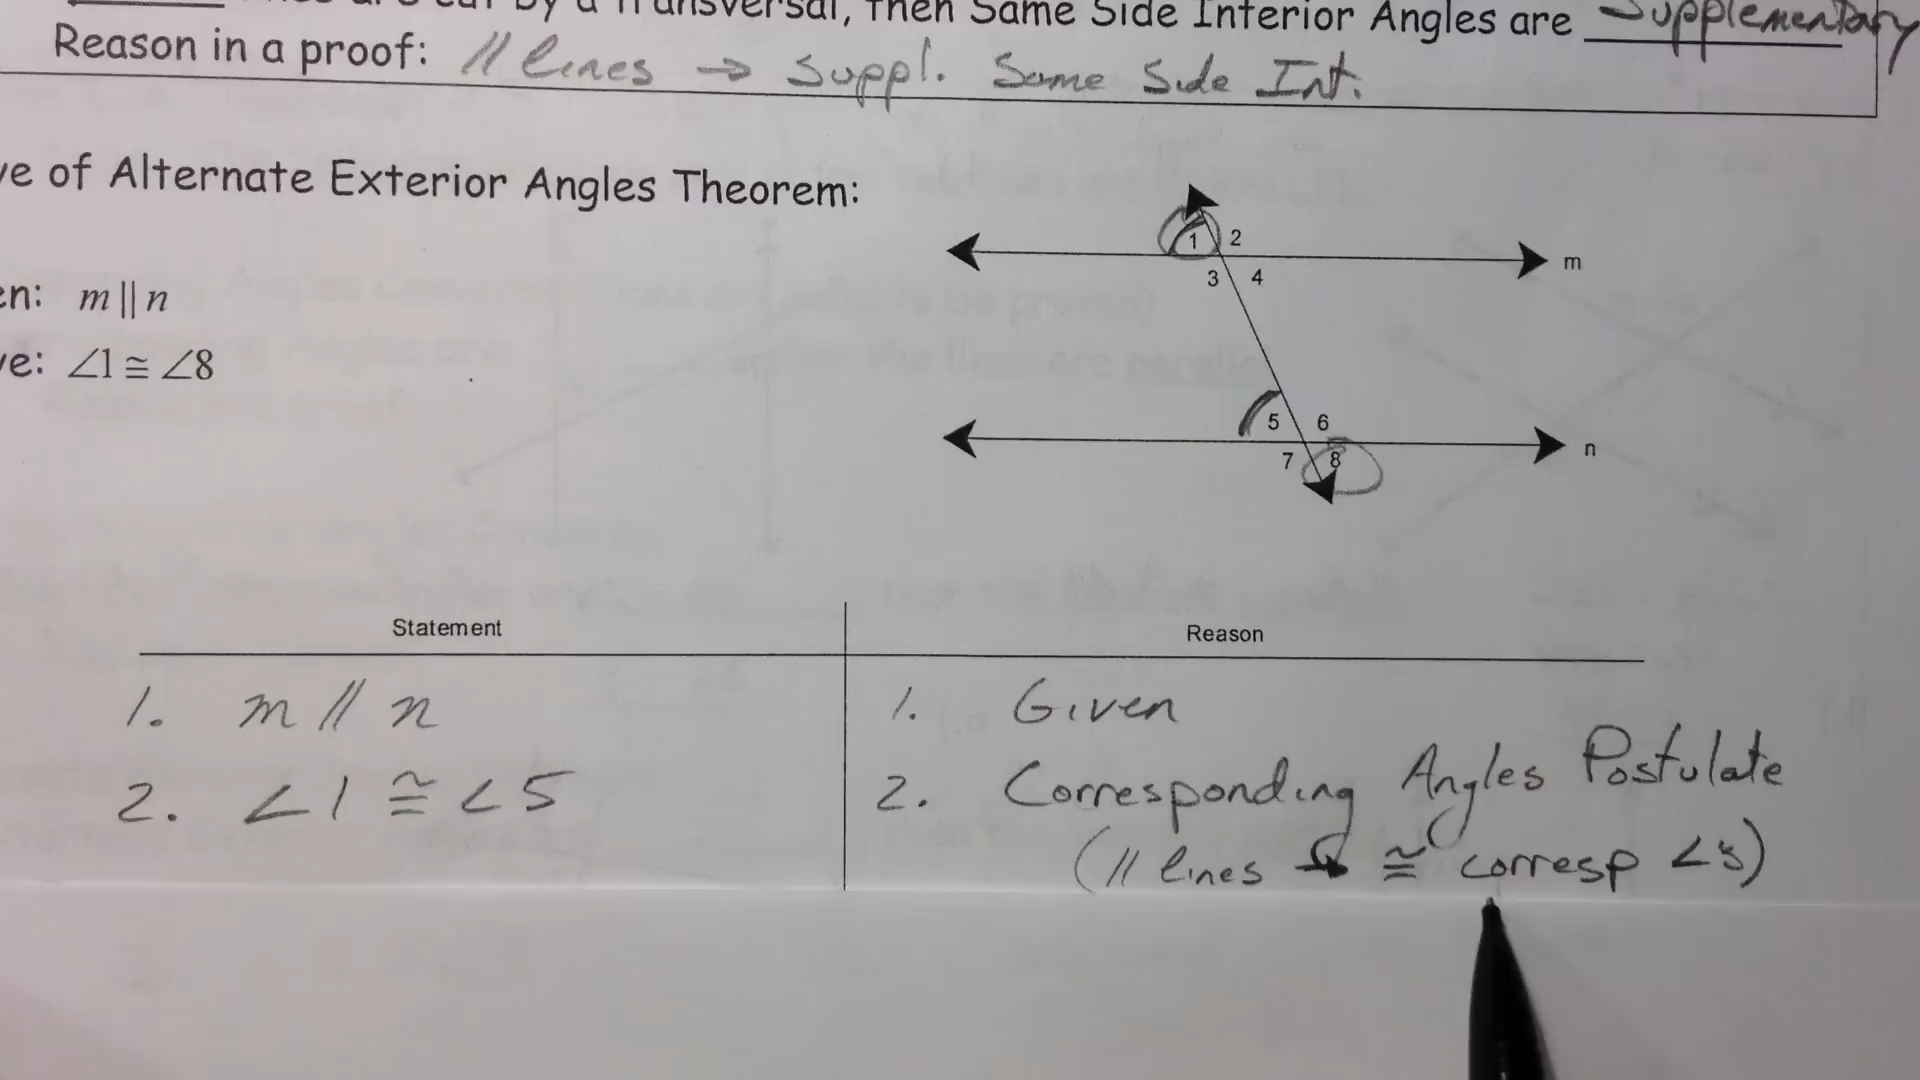 by a Transversal, then Same Side Interior Angles are Supplementary
Reason in a proof: // lines → Suppl. Same Side Int.
of Alternate Exterior Angles Theorem:
1 2
m
3 4
m || n
∠1 ≅ ∠8
5 6
n
7 8
Statement Reason
1. m // n 1. Given
2. ∠1 ≅ ∠5 2. Corresponding Angles Postulate
(// lines → ≅ corresp ∠s)